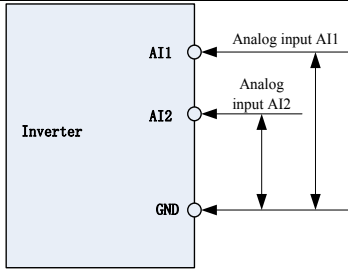 Analog input AI1
AI1
Analog
input AI2
AI2
Inverter
GND